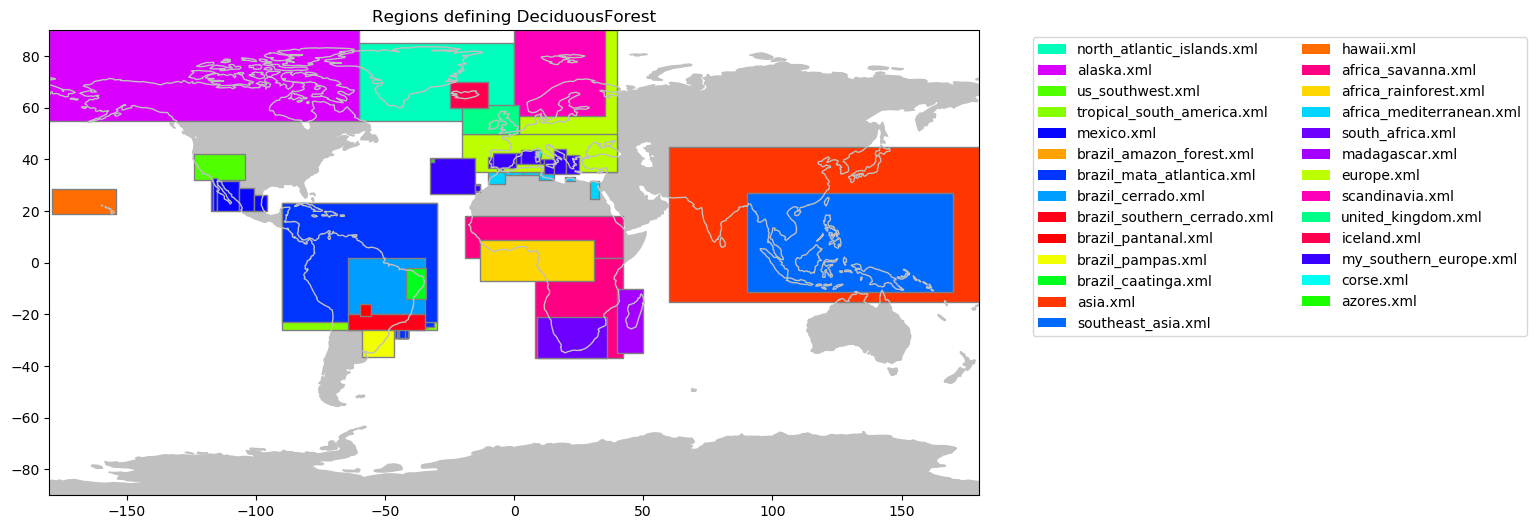 Regions defining DeciduousForest
80
60
40
20
0
−20
−40
−60
−80
−150
−100
−50
0
50
100
150
north_atlantic_islands.xml
alaska.xml
us_southwest.xml
tropical_south_america.xml
mexico.xml
brazil_amazon_forest.xml
brazil_mata_atlantica.xml
brazil_cerrado.xml
brazil_southern_cerrado.xml
brazil_pantanal.xml
brazil_pampas.xml
brazil_caatinga.xml
asia.xml
southeast_asia.xml
hawaii.xml
africa_savanna.xml
africa_rainforest.xml
africa_mediterranean.xml
south_africa.xml
madagascar.xml
europe.xml
scandinavia.xml
united_kingdom.xml
iceland.xml
my_southern_europe.xml
corse.xml
azores.xml